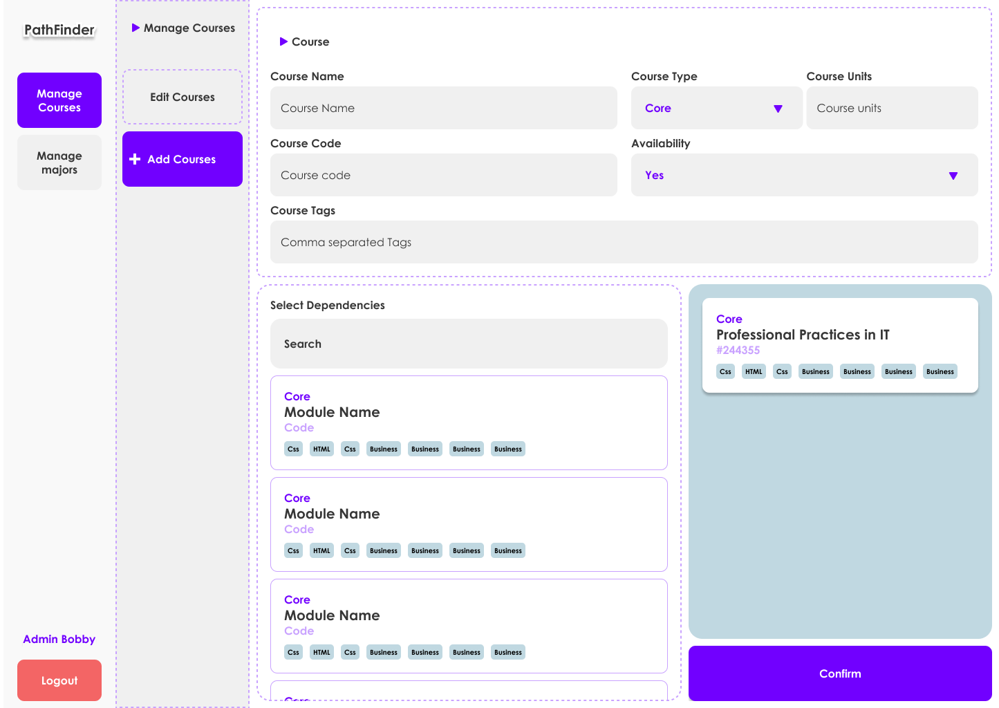 PathFinder
Manage
Courses
Manage
majors
Admin Bobby
Logout
Manage Courses
Edit Courses
Add Courses
Course
Course Name
Course Name
Course Type
Core
Course Units
Course units
Course Code
Course code
Availability
Yes
Course Tags
Comma separated Tags
Select Dependencies
Search
Core
Module Name
Code
Css HTML Css Business Business Business Business
Core
Module Name
Code
Css HTML Css Business Business Business Business
Core
Module Name
Code
Css HTML Css Business Business Business Business
Core
Core
Professional Practices in IT
#244355
Css HTML Css Business Business Business Business
Confirm